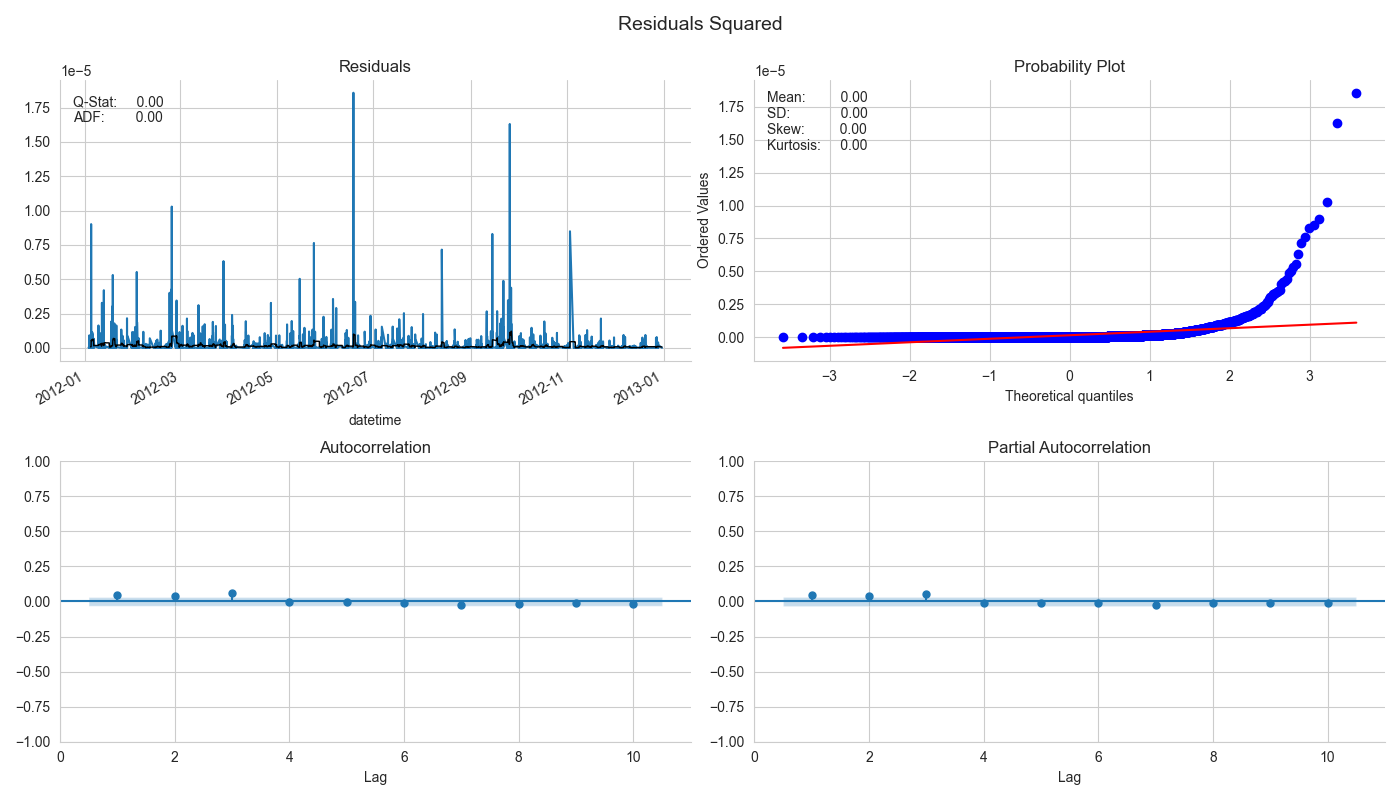 Residuals Squared
Residuals
1e−5
Q-Stat: 0.00
ADF: 0.00
1.75
1.50
1.25
1.00
0.75
0.50
0.25
0.00
2012-01
2012-03
2012-05
2012-07
2012-09
2012-11
2013-01
datetime
Probability Plot
1e−5
Mean: 0.00
SD: 0.00
Skew: 0.00
Kurtosis: 0.00
Ordered Values
1.75
1.50
1.25
1.00
0.75
0.50
0.25
0.00
−3 −2 −1 0 1 2 3
Theoretical quantiles
Autocorrelation
1.00
0.75
0.50
0.25
0.00
−0.25
−0.50
−0.75
−1.00
0 2 4 6 8 10
Lag
Partial Autocorrelation
1.00
0.75
0.50
0.25
0.00
−0.25
−0.50
−0.75
−1.00
0 2 4 6 8 10
Lag